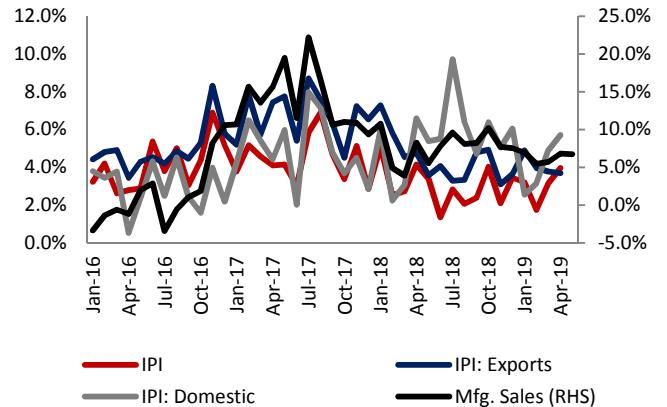 12.0% 25.0%
10.0% 20.0%
8.0% 15.0%
6.0% 10.0%
5.0%
4.0% 0.0%
2.0%
0.0% -5.0%
Jan-16 Apr-16 Jul-16 Oct-16 Jan-17 Apr-17 Jul-17 Oct-17 Jan-18 Apr-18 Jul-18 Oct-18 Jan-19 Apr-19
IPI IPI: Exports
IPI: Domestic Mfg. Sales (RHS)